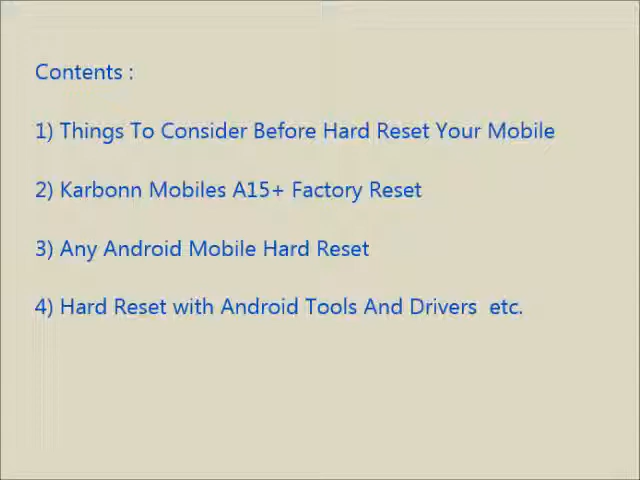 Contents :
1) Things To Consider Before Hard Reset Your Mobile
2) Karbonn Mobiles A15+ Factory Reset
3) Any Android Mobile Hard Reset
4) Hard Reset with Android Tools And Drivers  etc.